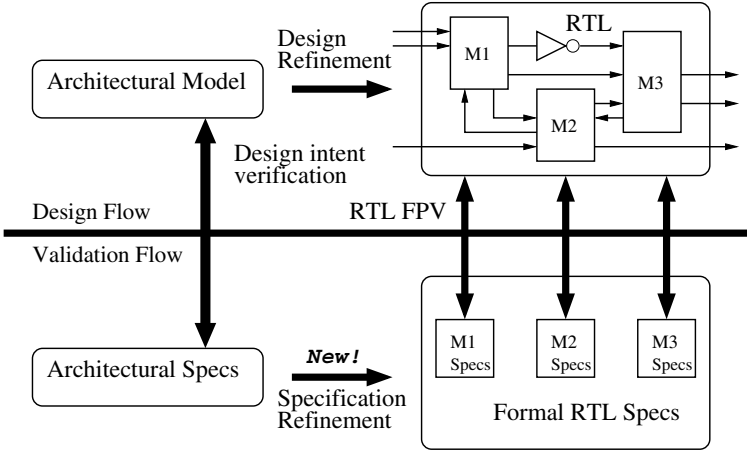 Design
Refinement
RTL
M1
M3
M2
Architectural Model
Design intent
verification
Design Flow
RTL FPV
Validation Flow
Architectural Specs
New!
Specification
Refinement
M1
Specs
M2
Specs
M3
Specs
Formal RTL Specs